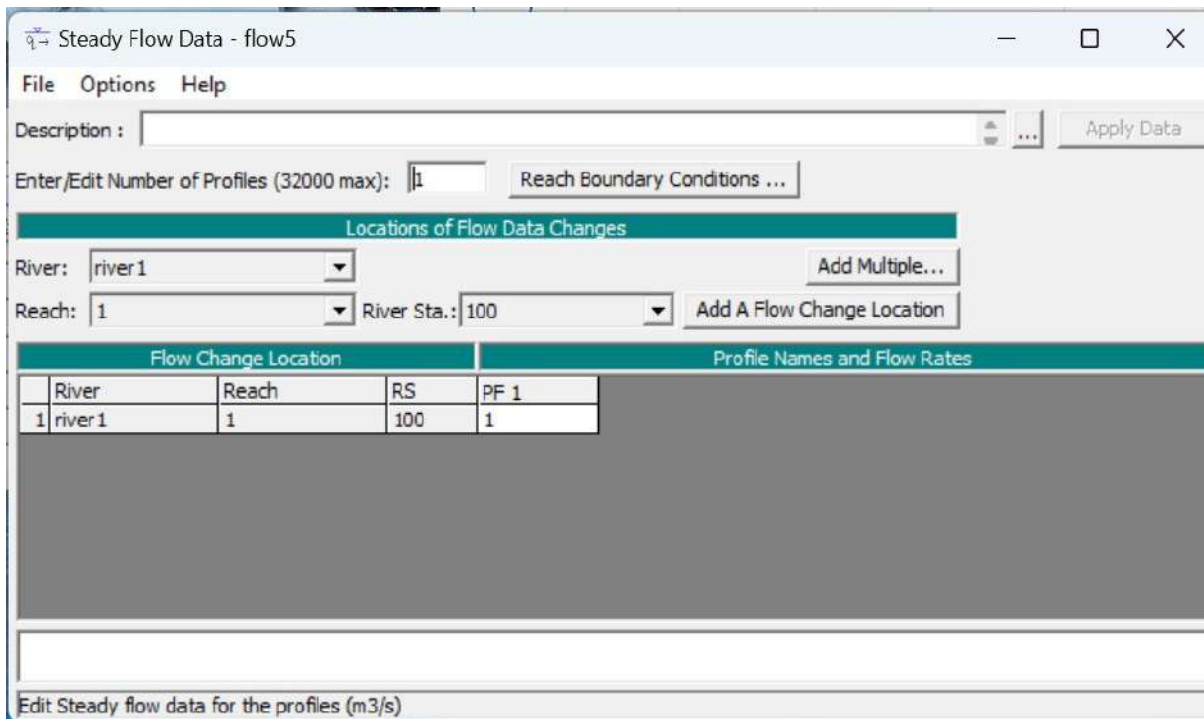 Steady Flow Data - flow5
File Options Help
Description : ... Apply Data
Enter/Edit Number of Profiles (32000 max): 1 Reach Boundary Conditions ...
Locations of Flow Data Changes
River: river1 Add Multiple...
Reach: 1 River Sta.: 100 Add A Flow Change Location
Flow Change Location Profile Names and Flow Rates
River Reach RS PF 1
1 river1 1 100 1
Edit Steady flow data for the profiles (m3/s)